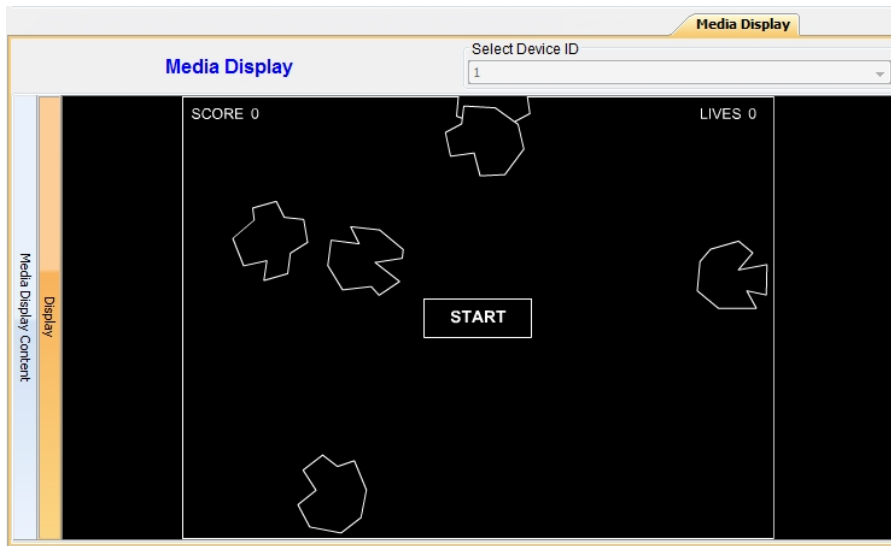 Media Display
Media Display
Select Device ID
1
Media Display Content
Display
SCORE 0
LIVES 0
START